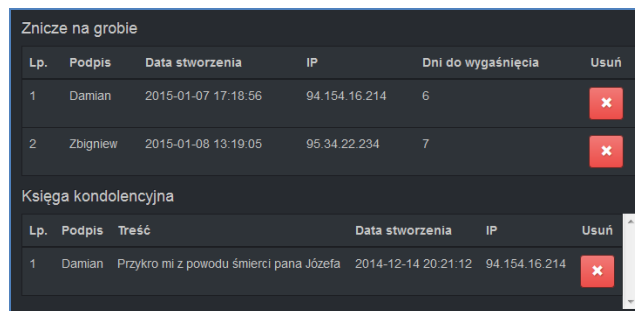 Znicze na grobie
Lp. Podpis Data stworzenia IP Dni do wygaśnięcia Usuń
1 Damian 2015-01-07 17:18:56 94.154.16.214 6
2 Zbigniew 2015-01-08 13:19:05 95.34.22.234 7
Księga kondolencyjna
Lp. Podpis Treść Data stworzenia IP Usuń
1 Damian Przykro mi z powodu śmierci pana Józefa 2014-12-14 20:21:12 94.154.16.214